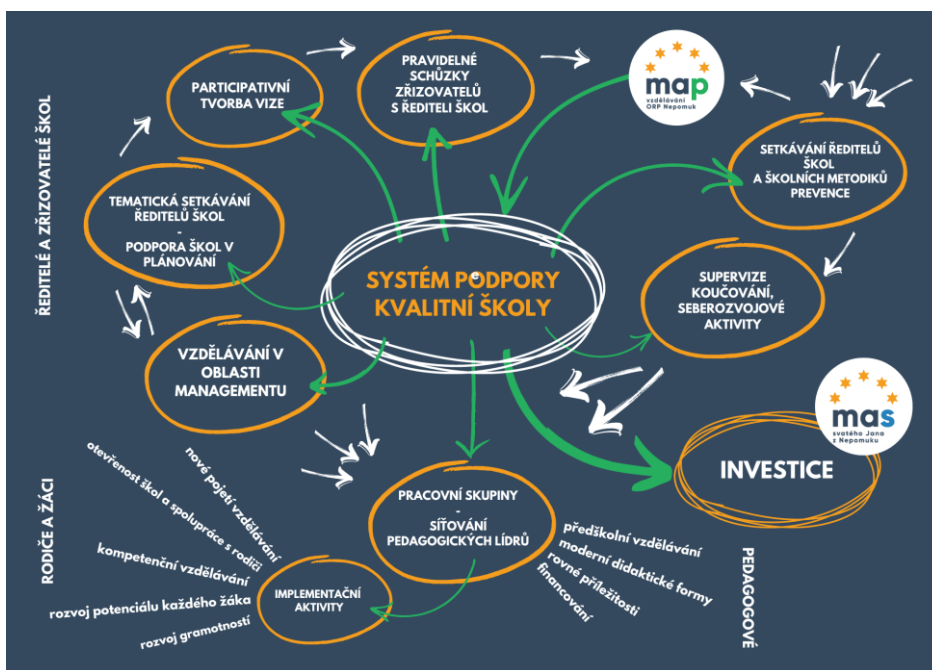 PARTICIPATIVNÍ
TVORBA VIZE
PRAVIDELNÉ
SCHŮZKY
ZŘIZOVATELŮ
S ŘEDITELI ŠKOL
map
vzdělávání
ORP Nepomuk
SETKÁVÁNÍ ŘEDITELŮ
ŠKOL
A ŠKOLNÍCH METODIKŮ
PREVENCE
ŘEDITELÉ A ZŘIZOVATELÉ ŠKOL
TEMATICKÁ SETKÁVÁNÍ
ŘEDITELŮ ŠKOL
-
PODPORA ŠKOL V
PLÁNOVÁNÍ
SYSTÉM PODPORY
KVALITNÍ ŠKOLY
e
SUPERVIZE
KOUČOVÁNÍ,
SEBEROZVOJOVÉ
AKTIVITY
VZDĚLÁVÁNÍ V
OBLASTI
MANAGEMENTU
mas
svatého Jana
z Nepomuku
INVESTICE
PRACOVNÍ SKUPINY
-
SÍŤOVÁNÍ
PEDAGOGICKÝCH LÍDRŮ
RODIČE A ŽÁCI
nové pojetí vzdělávání
otevřenost škol a spolupráce s rodiči
kompetenční vzdělávání
rozvoj potenciálu každého žáka
rozvoj gramotností
IMPLEMENTAČNÍ
AKTIVITY
předškolní vzdělávání
moderní didaktické formy
rovné příležitosti
financování
PEDAGOGOVÉ